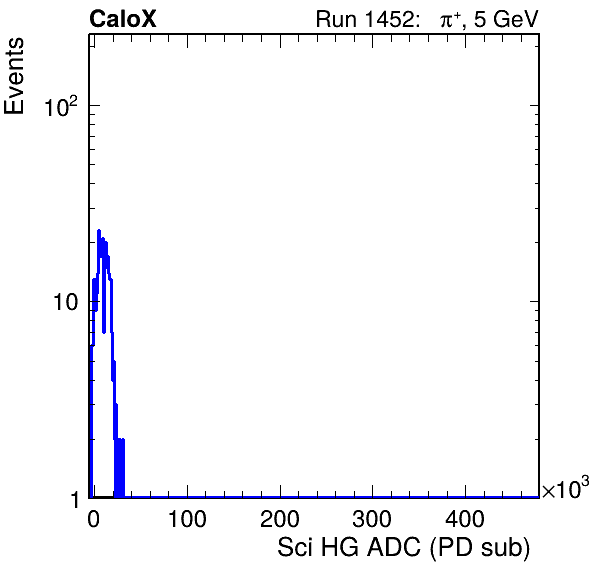 CaloX Run 1452: π⁺, 5 GeV
Events
10²
10
1
0 100 200 300 400 ×10³
Sci HG ADC (PD sub)